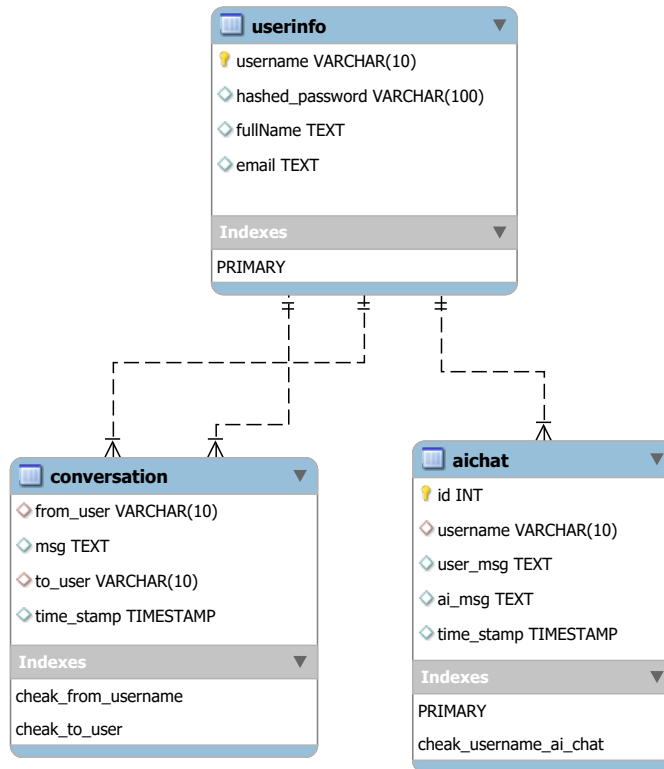 userinfo
username VARCHAR(10)
hashed_password VARCHAR(100)
fullName TEXT
email TEXT
Indexes
PRIMARY
conversation
from_user VARCHAR(10)
msg TEXT
to_user VARCHAR(10)
time_stamp TIMESTAMP
Indexes
cheak_from_username
cheak_to_user
aichat
id INT
username VARCHAR(10)
user_msg TEXT
ai_msg TEXT
time_stamp TIMESTAMP
Indexes
PRIMARY
cheak_username_ai_chat